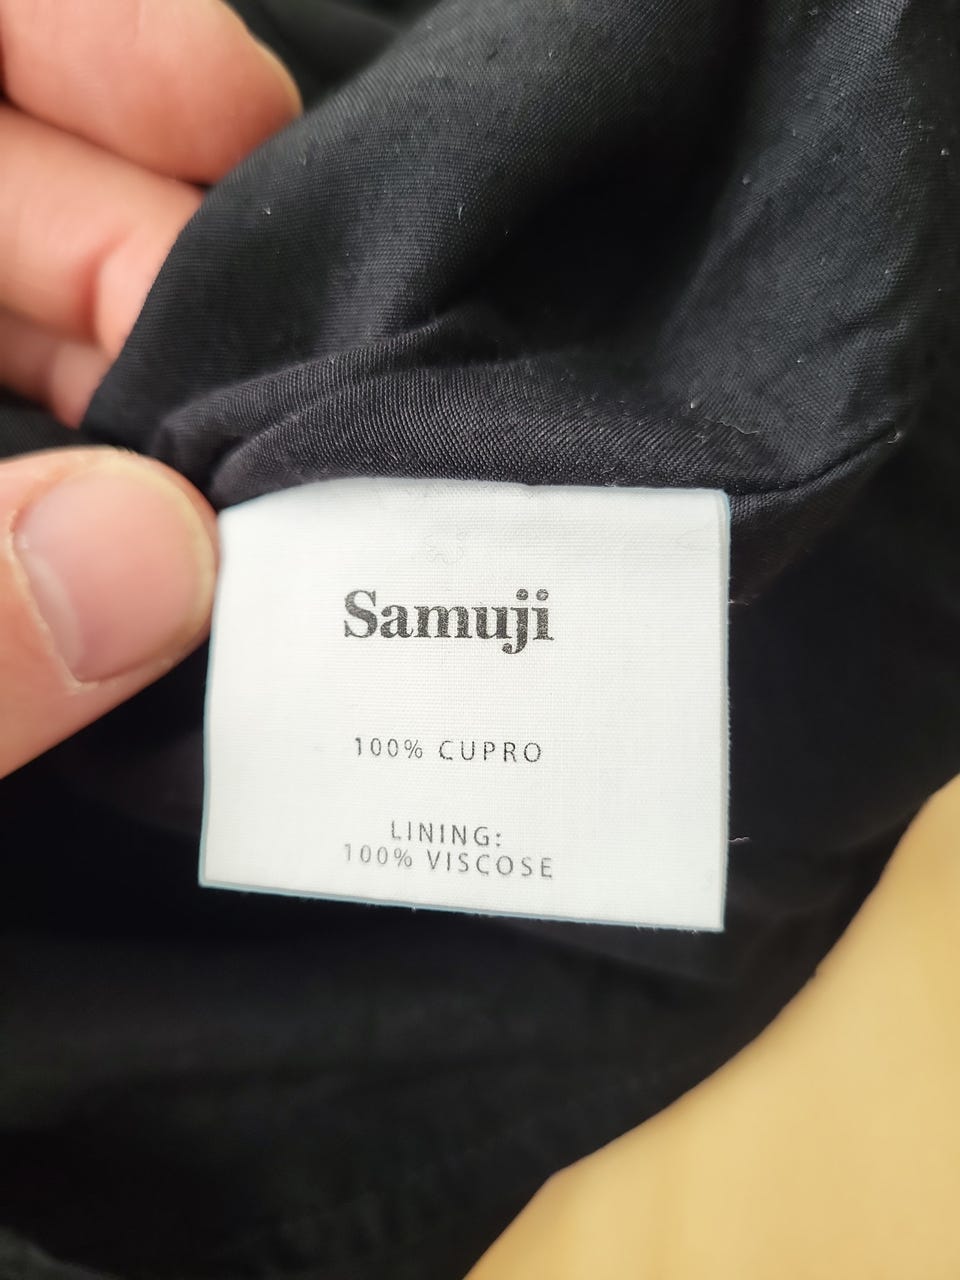 Samuji
100% CUPRO
LINING:
100% VISCOSE